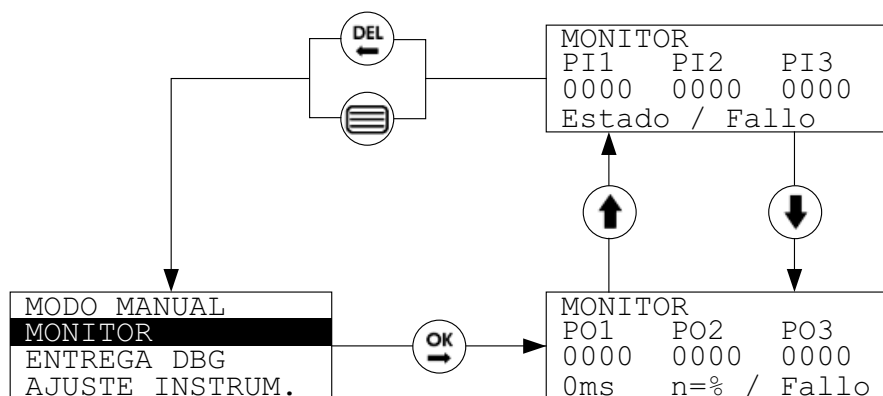 DEL
MONITOR
PI1 PI2 PI3
0000 0000 0000
Estado / Fallo
MODO MANUAL
MONITOR
ENTREGA DBG
AJUSTE INSTRUM.
OK
MONITOR
PO1 PO2 PO3
0000 0000 0000
0ms n=% / Fallo